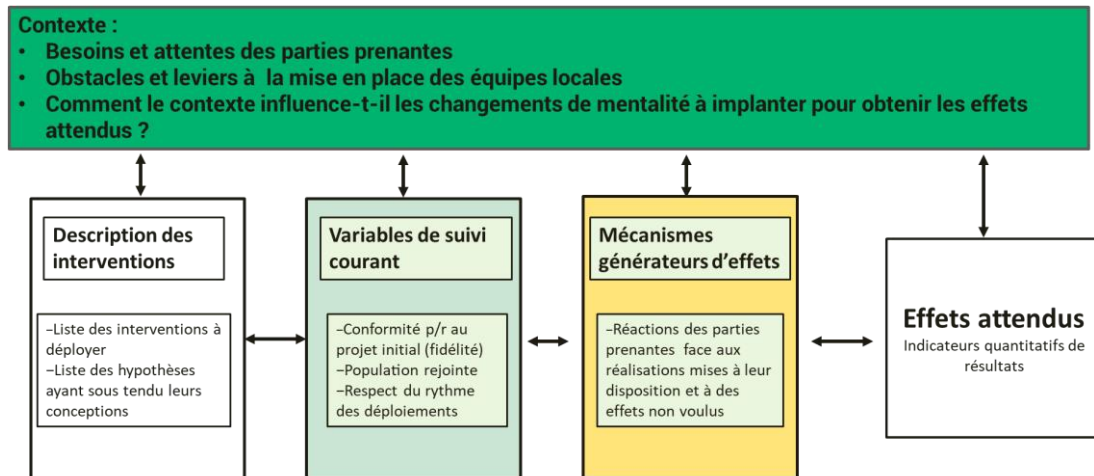 Contexte :
• Besoins et attentes des parties prenantes
• Obstacles et leviers à la mise en place des équipes locales
• Comment le contexte influence-t-il les changements de mentalité à implanter pour obtenir les effets
attendus ?
Description des
interventions
–Liste des interventions à
déployer
–Liste des hypothèses
ayant sous tendu leurs
conceptions
Variables de suivi
courant
–Conformité p/r au
projet initial (fidélité)
–Population rejointe
–Respect du rythme
des déploiements
Mécanismes
générateurs d’effets
–Réactions des parties
prenantes face aux
réalisations mises à leur
disposition et à des
effets non voulus
Effets attendus
Indicateurs quantitatifs de
résultats